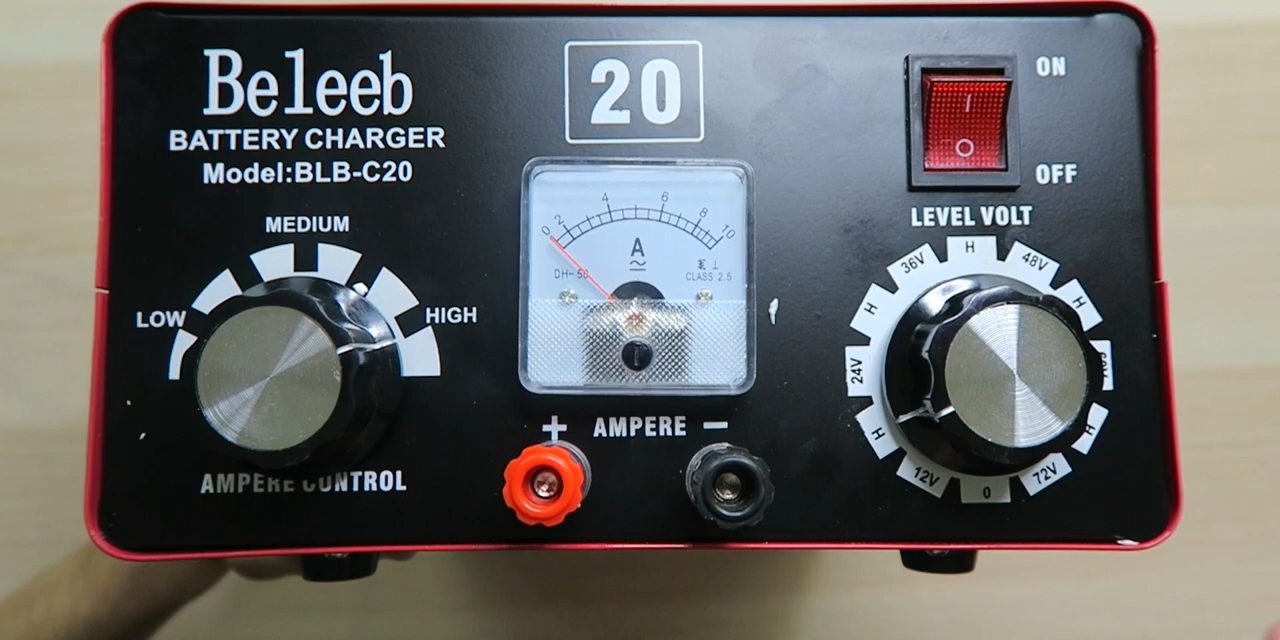 Beleeb
BATTERY CHARGER
Model:BLB-C20
20
I
O
ON
OFF
LOW
MEDIUM
HIGH
AMPERE CONTROL
0 2 4 6 8 10
A
DH-50
CLASS 2.5
+ AMPERE −
LEVEL VOLT
0
12V
H
24V
H
36V
H
48V
H
H
72V